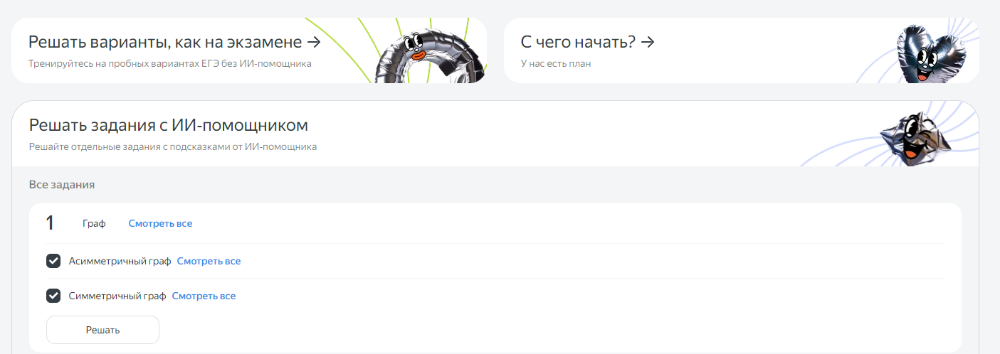 Решать варианты, как на экзамене →
Тренируйтесь на пробных вариантах ЕГЭ без ИИ-помощника
С чего начать? →
У нас есть план
Решать задания с ИИ-помощником
Решайте отдельные задания с подсказками от ИИ-помощника
Все задания
1 Граф Смотреть все
Асимметричный граф Смотреть все
Симметричный граф Смотреть все
Решать